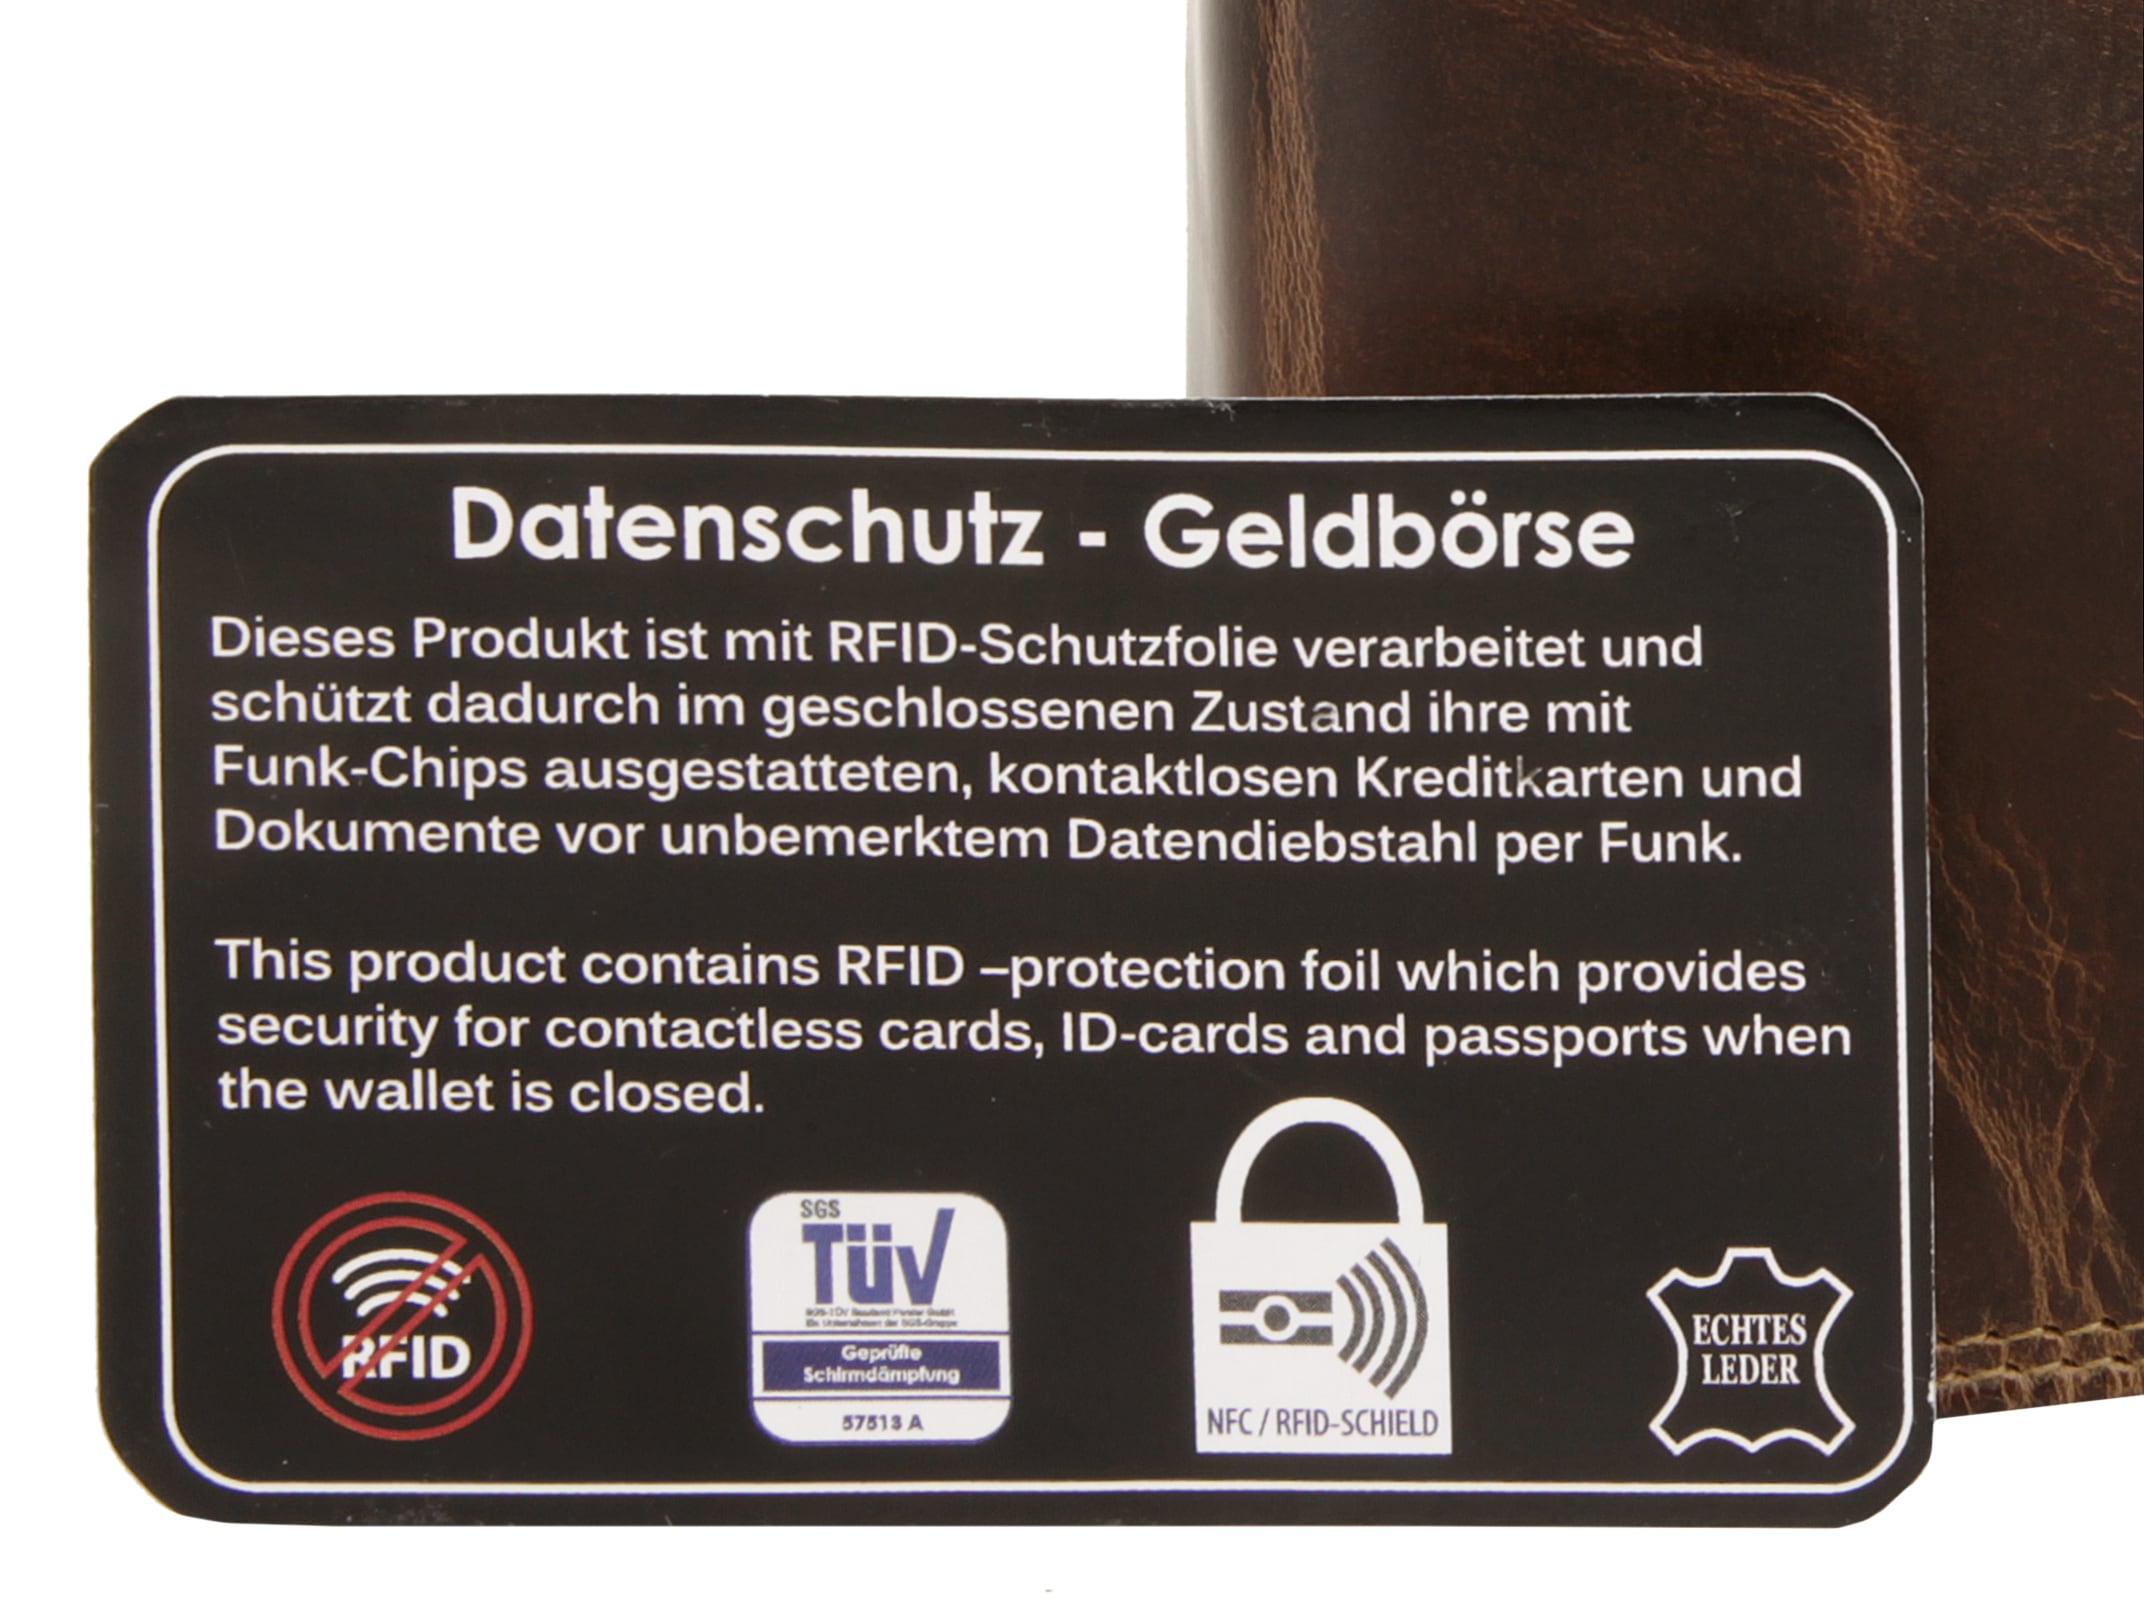 Datenschutz - Geldbörse
Dieses Produkt ist mit RFID-Schutzfolie verarbeitet und
schützt dadurch im geschlossenen Zustand ihre mit
Funk-Chips ausgestatteten, kontaktlosen Kreditkarten und
Dokumente vor unbemerktem Datendiebstahl per Funk.
This product contains RFID –protection foil which provides
security for contactless cards, ID-cards and passports when
the wallet is closed.
RFID
SGS
TÜV
Geprüfte
Schirmdämpfung
57513 A
NFC / RFID-SCHIELD
ECHTES
LEDER